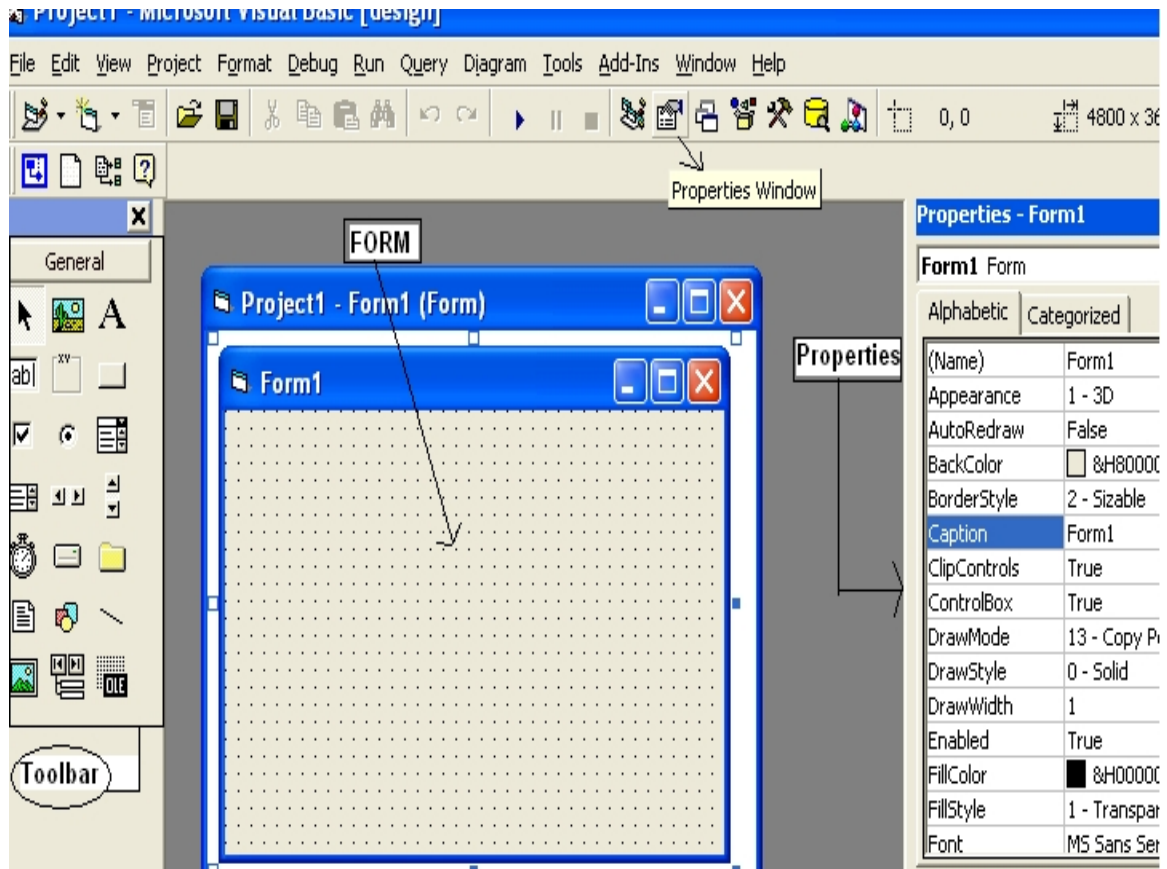 Project1 - Microsoft Visual Basic [design]
File Edit View Project Format Debug Run Query Diagram Tools Add-Ins Window Help
0, 0
4800 x 36
Properties Window
General
A
ab|
XY
OLE
Toolbar
FORM
Project1 - Form1 (Form)
Form1
Properties
Properties - Form1
Form1 Form
Alphabetic Categorized
(Name) Form1
Appearance 1 - 3D
AutoRedraw False
BackColor &H80000
BorderStyle 2 - Sizable
Caption Form1
ClipControls True
ControlBox True
DrawMode 13 - Copy P
DrawStyle 0 - Solid
DrawWidth 1
Enabled True
FillColor &H00000
FillStyle 1 - Transpar
Font MS Sans Ser